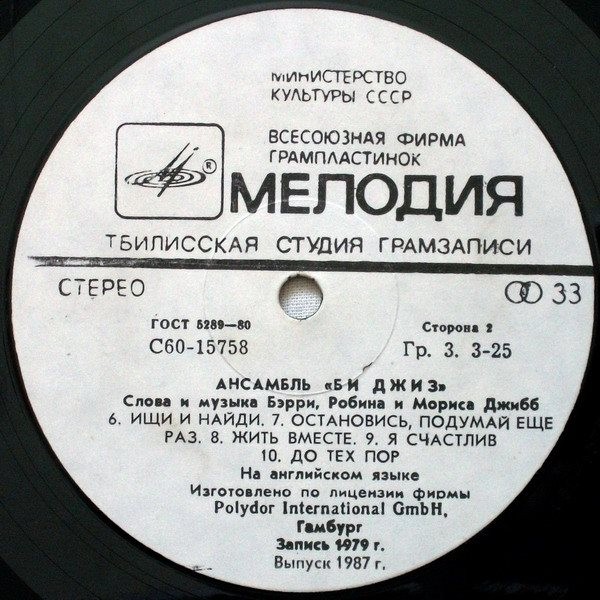 МИНИСТЕРСТВО
КУЛЬТУРЫ СССР
ВСЕСОЮЗНАЯ ФИРМА
ГРАМПЛАСТИНОК
®
МЕЛОДИЯ
ТБИЛИССКАЯ СТУДИЯ ГРАМЗАПИСИ
СТЕРЕО 33
ГОСТ 5289—80 Сторона 2
С60-15758 Гр. 3. 3-25
АНСАМБЛЬ «БИ ДЖИЗ»
Слова и музыка Бэрри, Робина и Мориса Джибб
6. ИЩИ И НАЙДИ. 7. ОСТАНОВИСЬ, ПОДУМАЙ ЕЩЕ
РАЗ. 8. ЖИТЬ ВМЕСТЕ. 9. Я СЧАСТЛИВ
10. ДО ТЕХ ПОР
На английском языке
Изготовлено по лицензии фирмы
Polydor International GmbH,
Гамбург
Запись 1979 г.
Выпуск 1987 г.